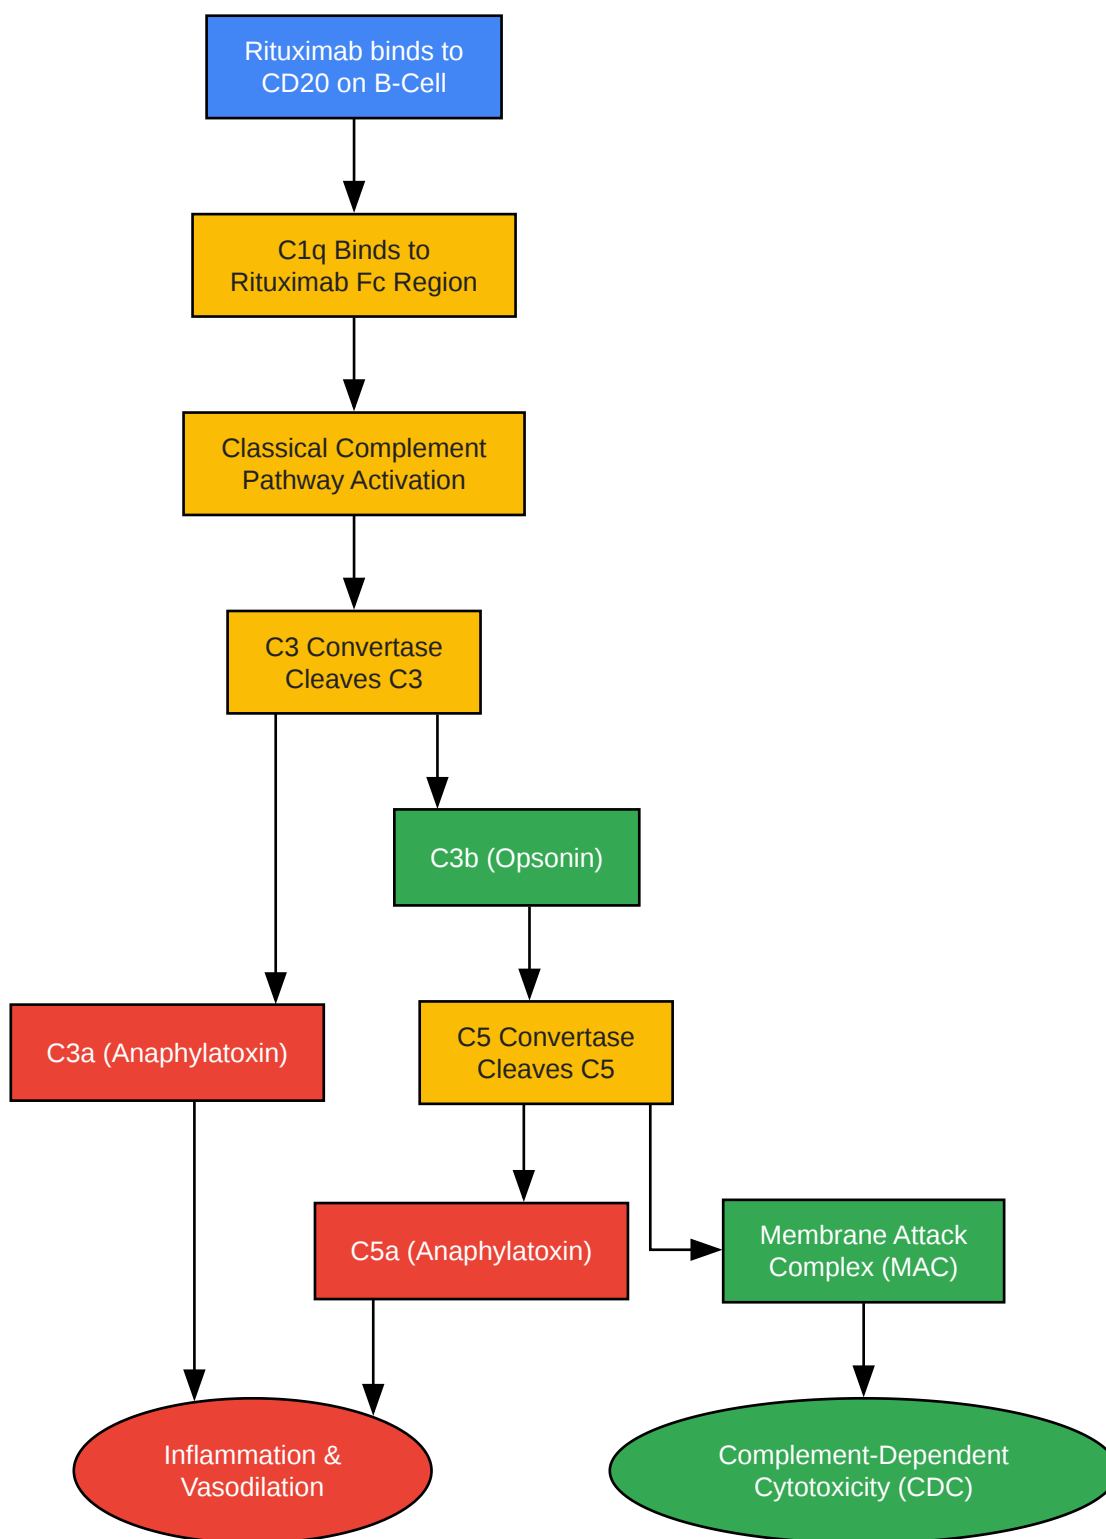 Rituximab binds to
CD20 on B-Cell
C1q Binds to
Rituximab Fc Region
Classical Complement
Pathway Activation
C3 Convertase
Cleaves C3
C3b (Opsonin)
C3a (Anaphylatoxin)
C5 Convertase
Cleaves C5
C5a (Anaphylatoxin)
Membrane Attack
Complex (MAC)
Inflammation &
Vasodilation
Complement-Dependent
Cytotoxicity (CDC)